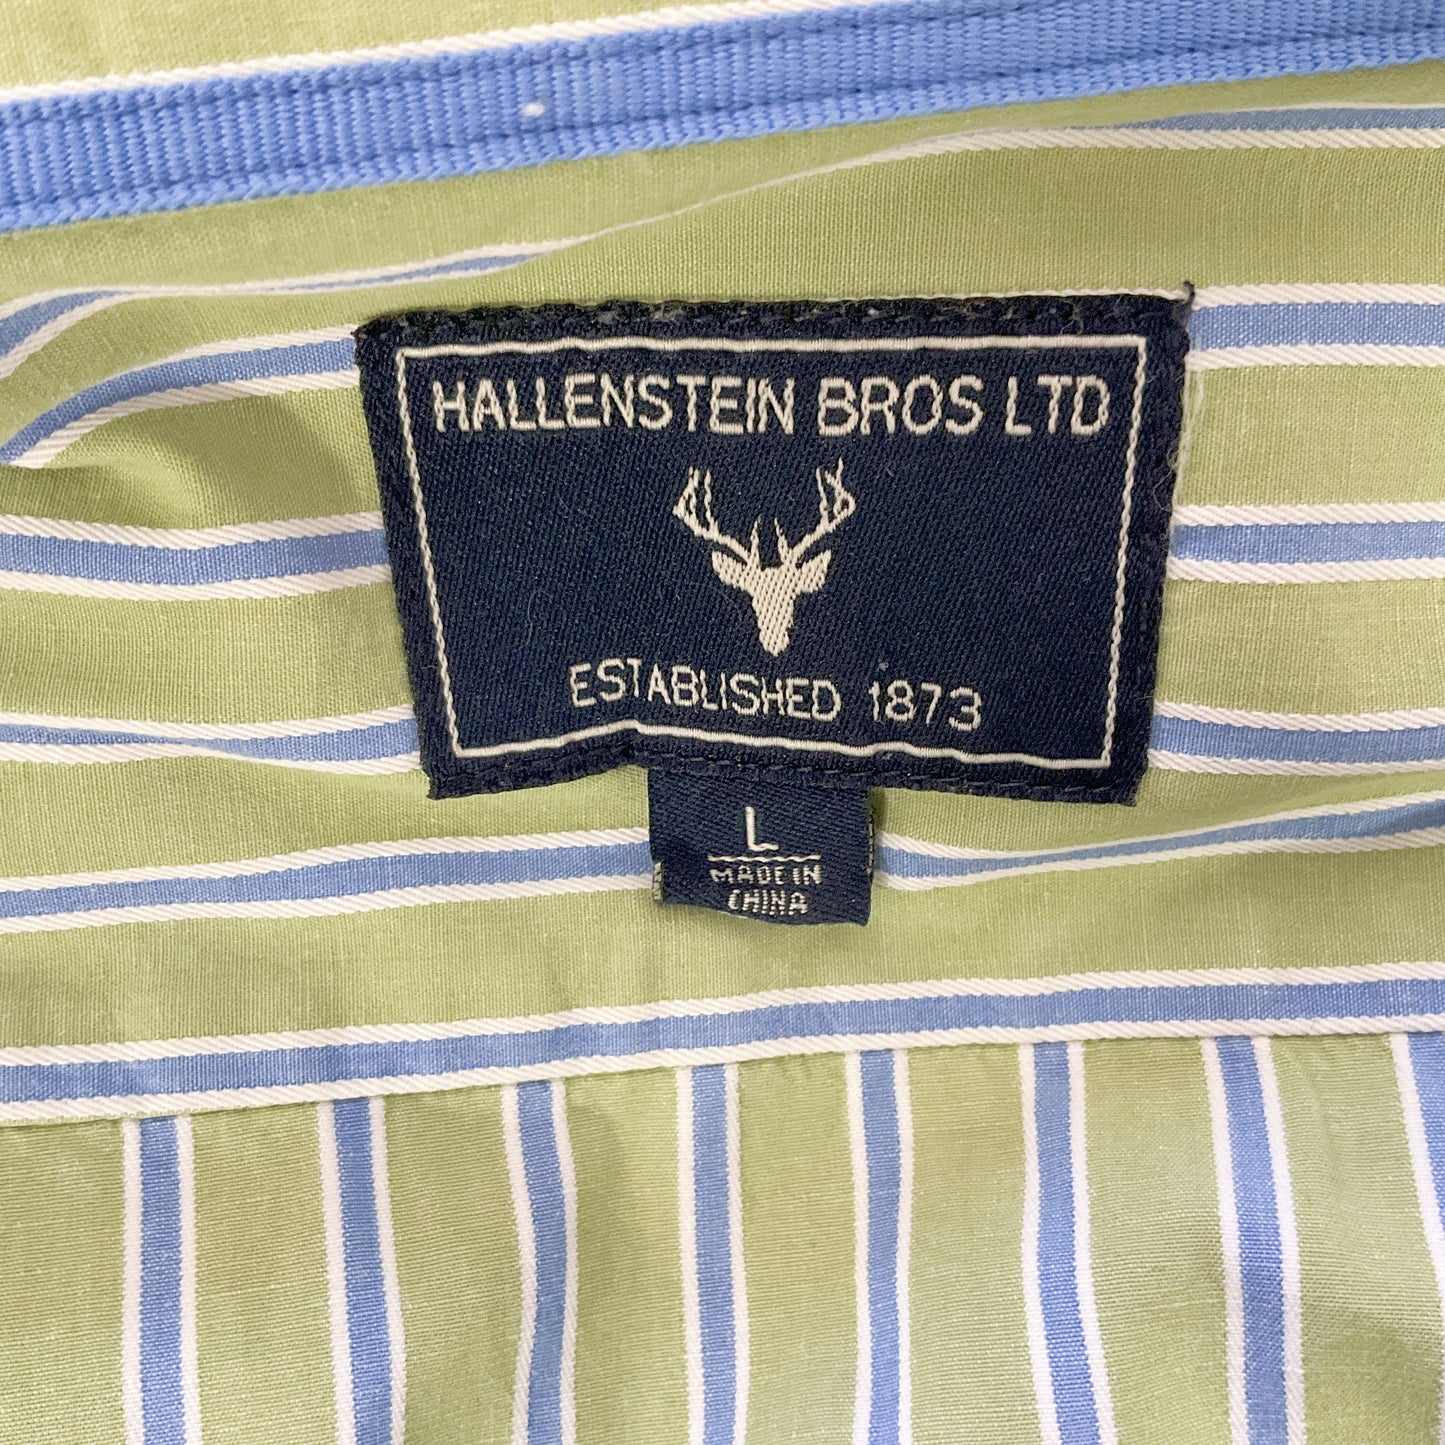 HALLENSTEIN BROS LTD
ESTABLISHED 1873
L
MADE IN
CHINA